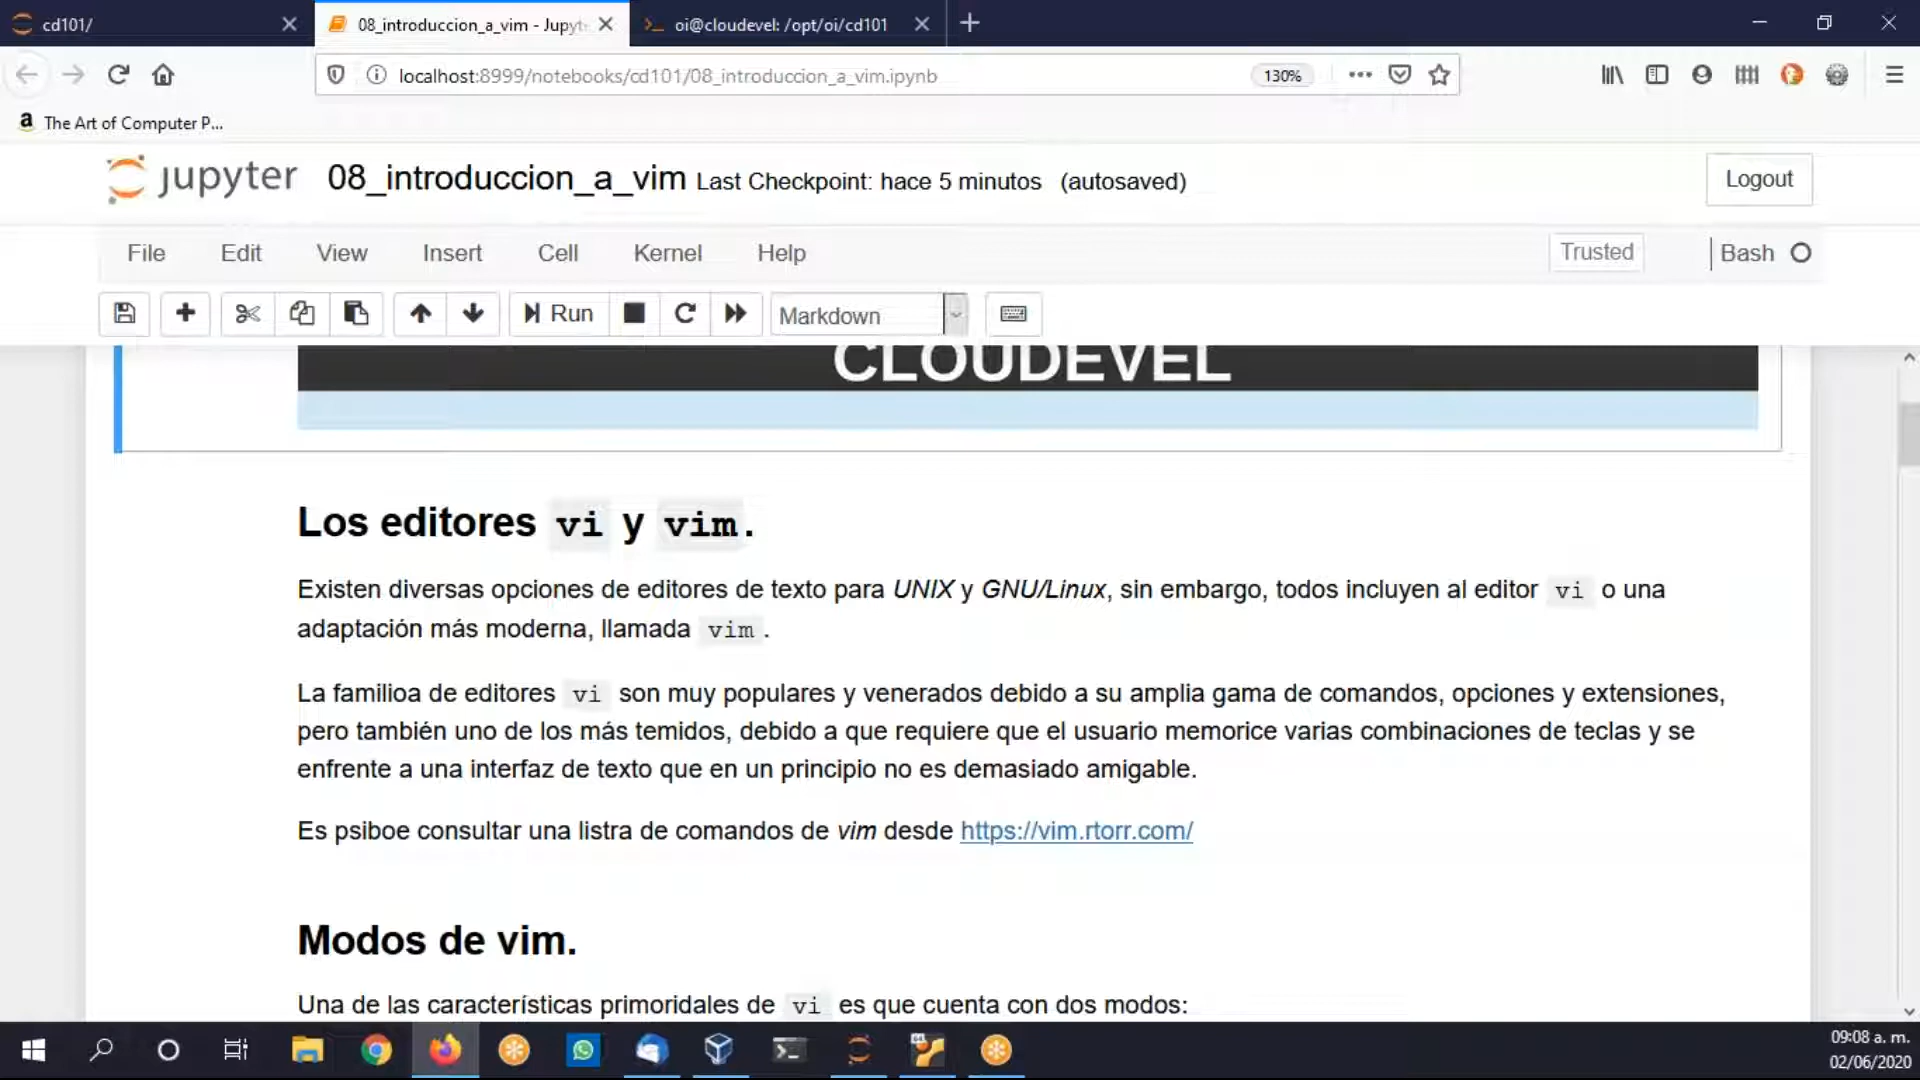 cd101/
08_introduccion_a_vim - Jupyt
oi@cloudevel: /opt/oi/cd101
localhost:8999/notebooks/cd101/08_introduccion_a_vim.ipynb
130%
The Art of Computer P...
jupyter
08_introduccion_a_vim Last Checkpoint: hace 5 minutos (autosaved)
Logout
File Edit View Insert Cell Kernel Help
Trusted
Bash
Run
Markdown
CLOUDEVEL
Los editores vi y vim.
Existen diversas opciones de editores de texto para UNIX y GNU/Linux, sin embargo, todos incluyen al editor vi o una
adaptación más moderna, llamada vim .
La familioa de editores vi son muy populares y venerados debido a su amplia gama de comandos, opciones y extensiones,
pero también uno de los más temidos, debido a que requiere que el usuario memorice varias combinaciones de teclas y se
enfrente a una interfaz de texto que en un principio no es demasiado amigable.
Es psiboe consultar una listra de comandos de vim desde https://vim.rtorr.com/
Modos de vim.
Una de las características primoridales de vi es que cuenta con dos modos:
09:08 a. m.
02/06/2020